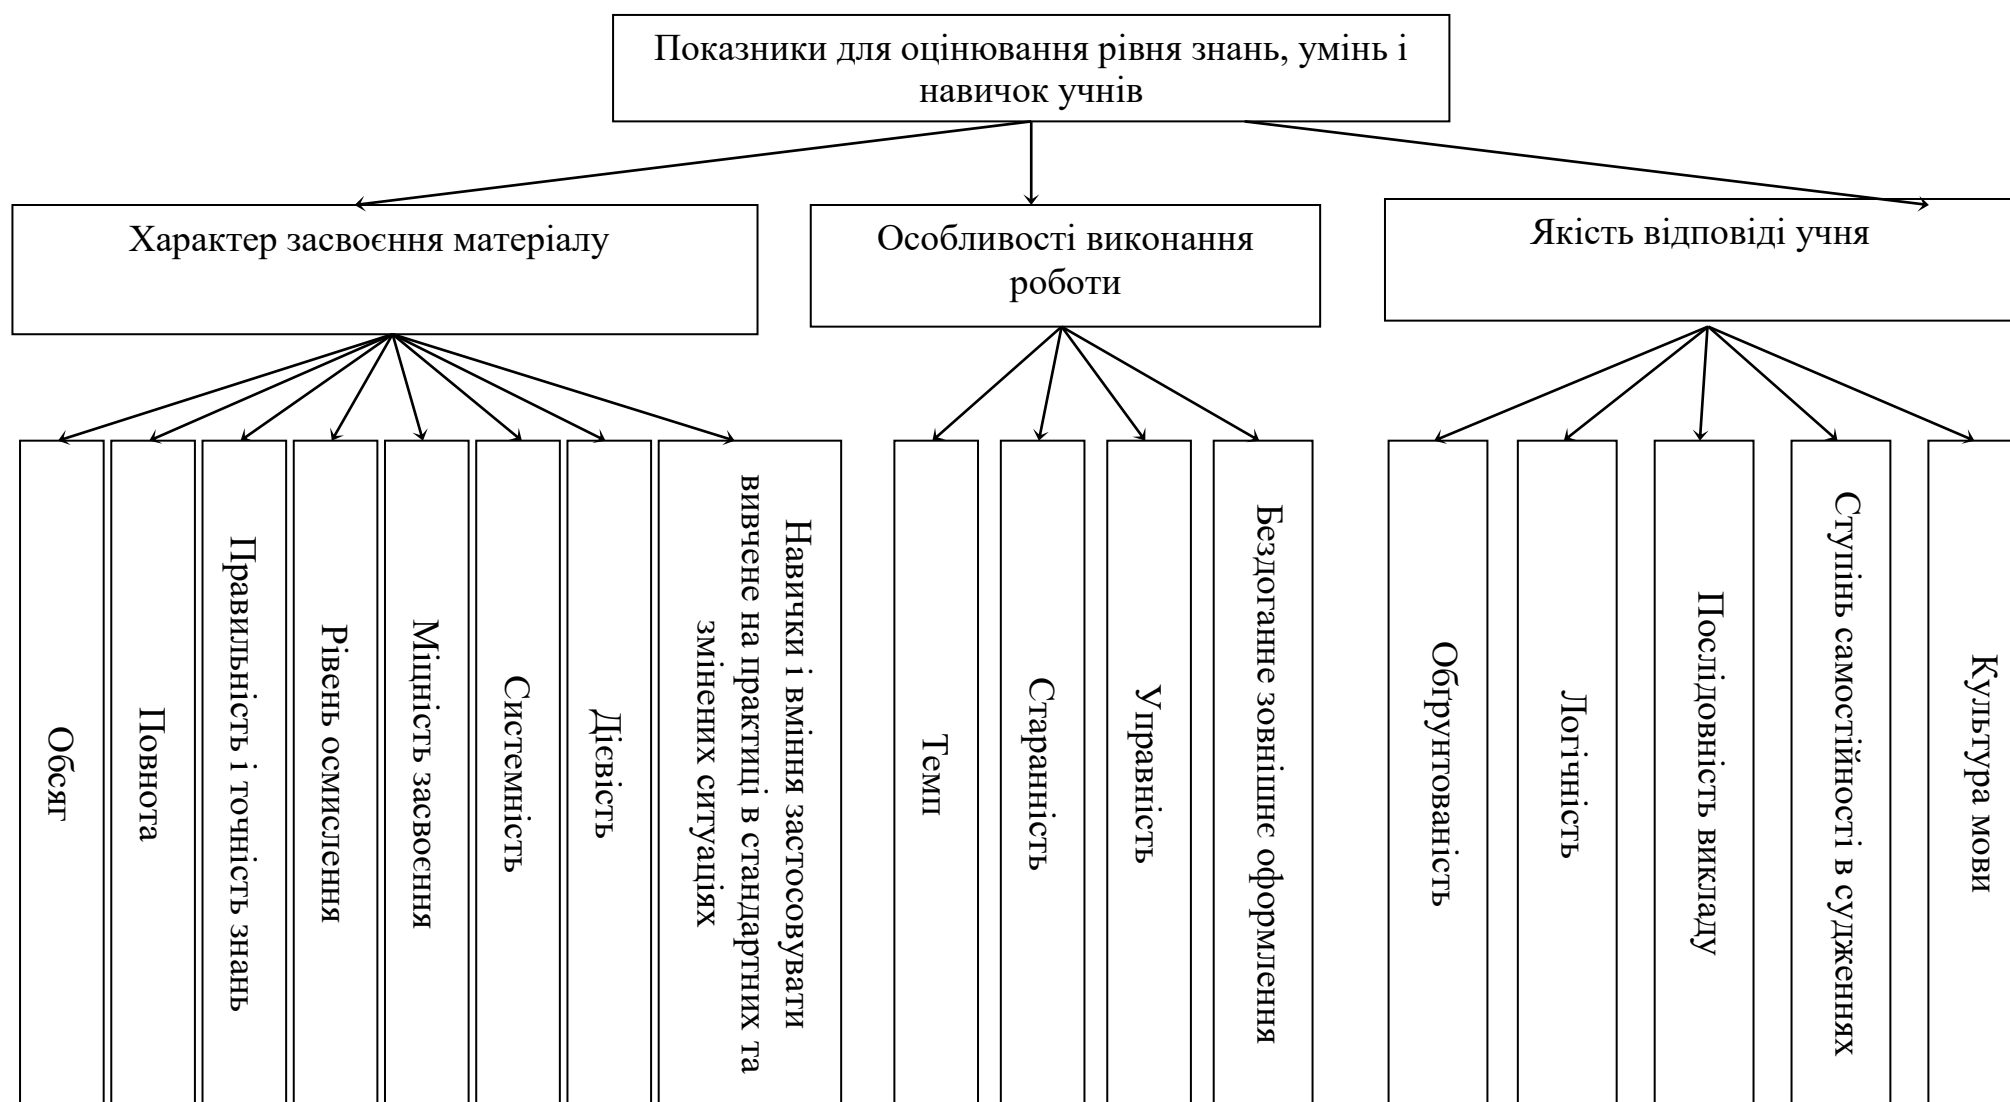 Показники для оцінювання рівня знань, умінь і
навичок учнів
Характер засвоєння матеріалу
Особливості виконання
роботи
Якість відповіді учня
Обсяг
Повнота
Правильність і точність знань
Рівень осмислення
Міцність засвоєння
Системність
Дієвість
Навички і вміння застосовувати
вивчене на практиці в стандартних та
змінених ситуаціях
Темп
Старанність
Управність
Бездоганне зовнішнє оформлення
Обґрунтованість
Логічність
Послідовність викладу
Ступінь самостійності в судженнях
Культура мови